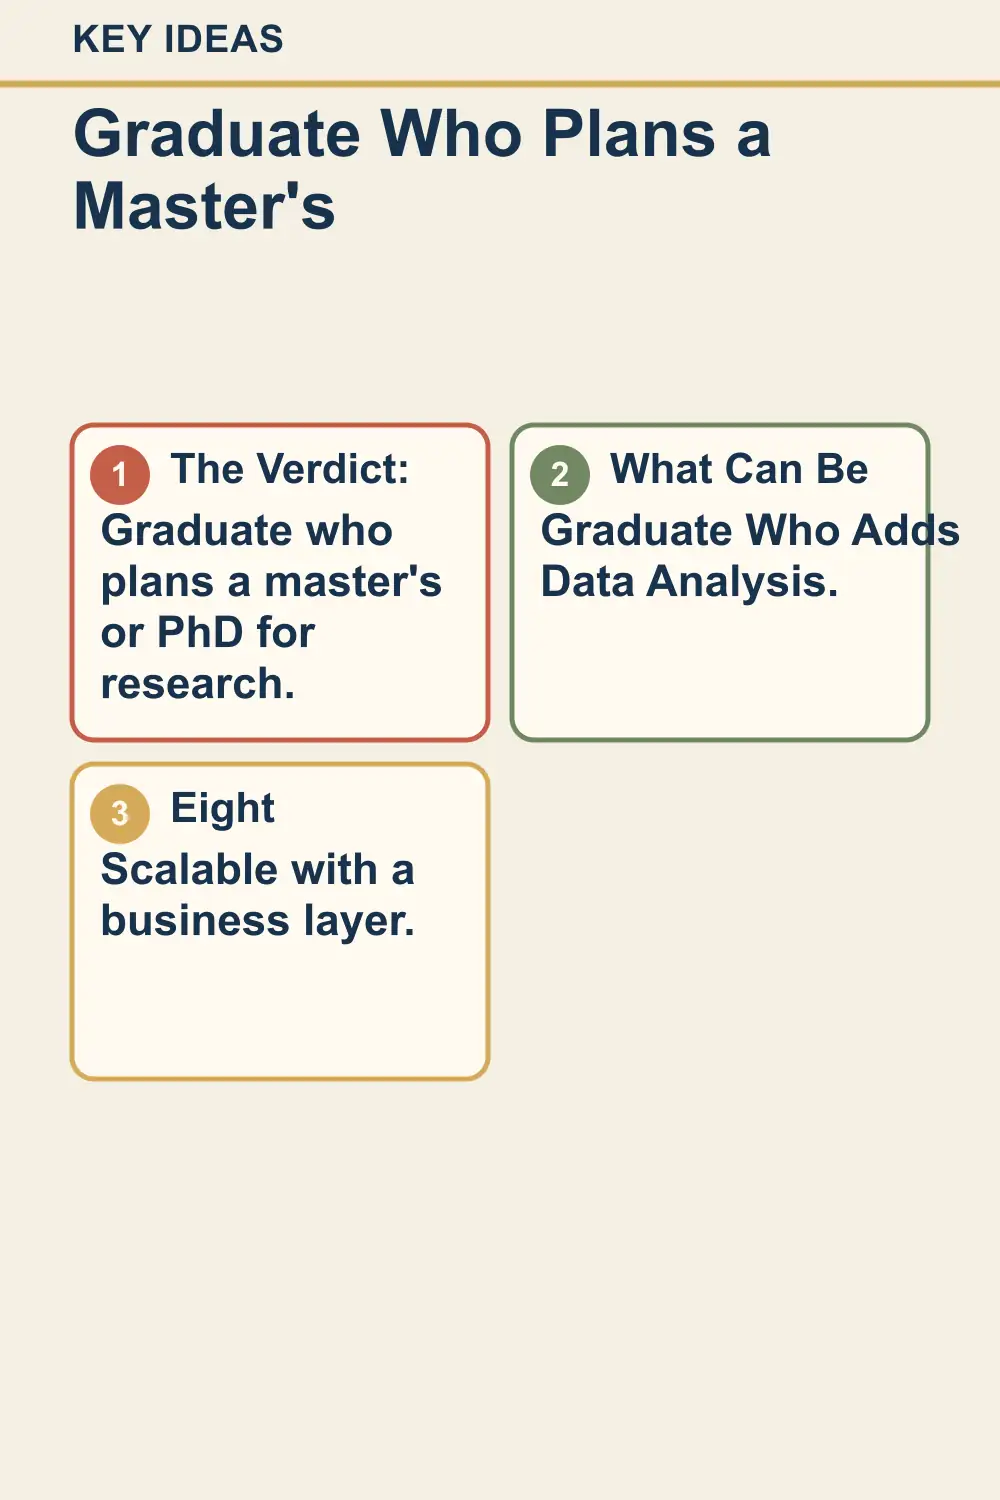 KEY IDEAS
Graduate Who Plans a
Master's
1 The Verdict:
Graduate who
plans a master's
or PhD for
research.
2 What Can Be
Graduate Who Adds
Data Analysis.
3 Eight
Scalable with a
business layer.